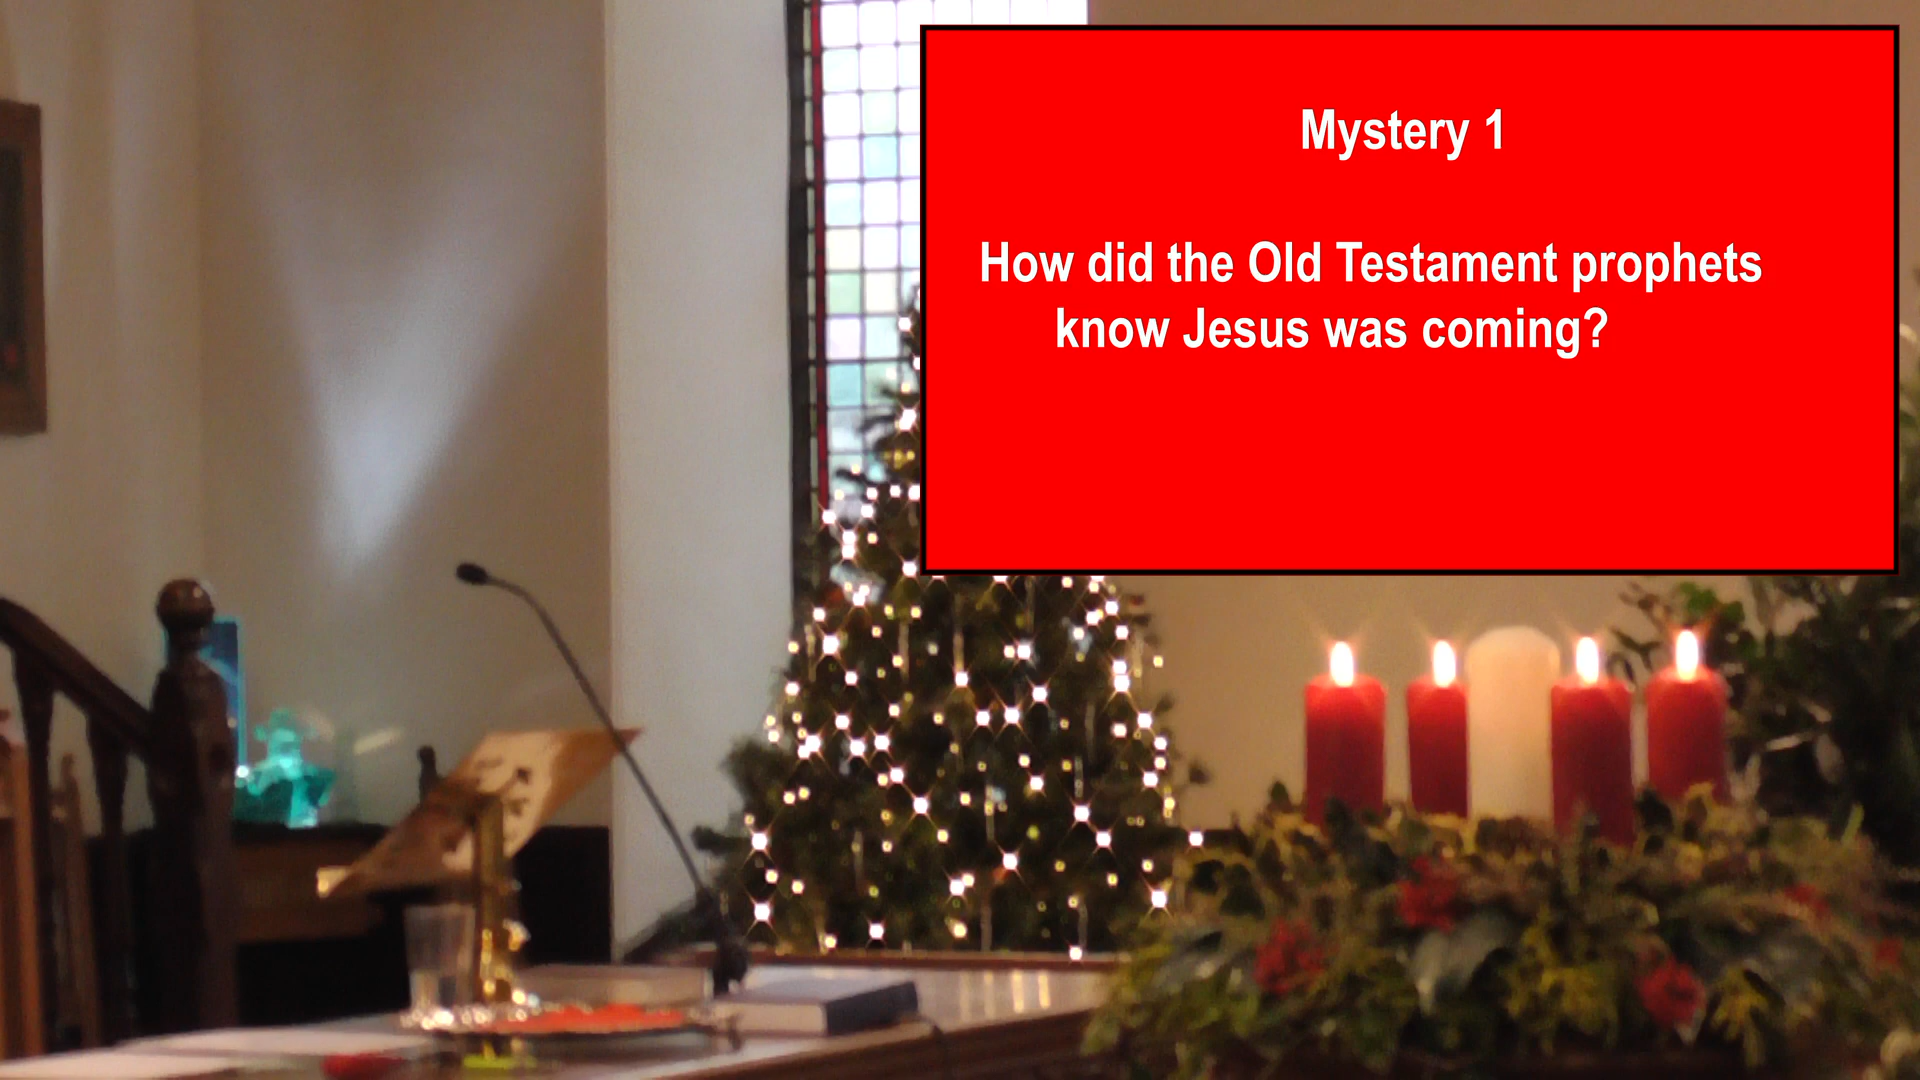 Mystery 1
How did the Old Testament prophets
know Jesus was coming?